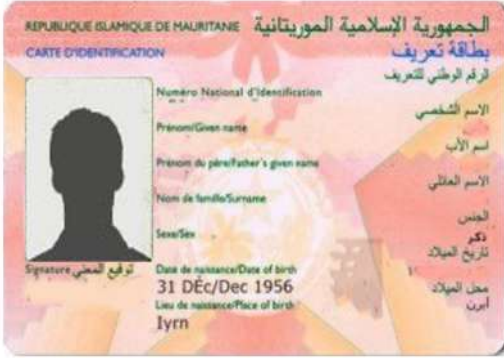 REPUBLIQUE ISLAMIQUE DE MAURITANIE الجمهورية الإسلامية الموريتانية
CARTE D'IDENTIFICATION بطاقة تعريف
الرقم الوطني للتعريف
Numéro National d'Identification
الاسم الشخصي
Prénom/Given name
اسم الأب
Prénom du père/Father's given name
الاسم العائلي
Nom de famille/Surname
الجنس
Sexe/Sex
ذكر
تاريخ الميلاد
Signature توقيع المعني
Date de naissance/Date of birth
31 DÉc/Dec 1956
محل الميلاد
Lieu de naissance/Place of birth
أيرن
Iyrn